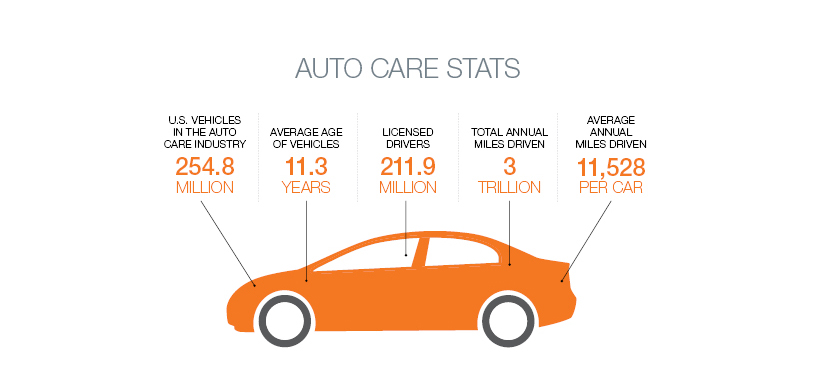 AUTO CARE STATS
U.S. VEHICLES
IN THE AUTO
CARE INDUSTRY
254.8
MILLION
AVERAGE AGE
OF VEHICLES
11.3
YEARS
LICENSED
DRIVERS
211.9
MILLION
TOTAL ANNUAL
MILES DRIVEN
3
TRILLION
AVERAGE
ANNUAL
MILES DRIVEN
11,528
PER CAR